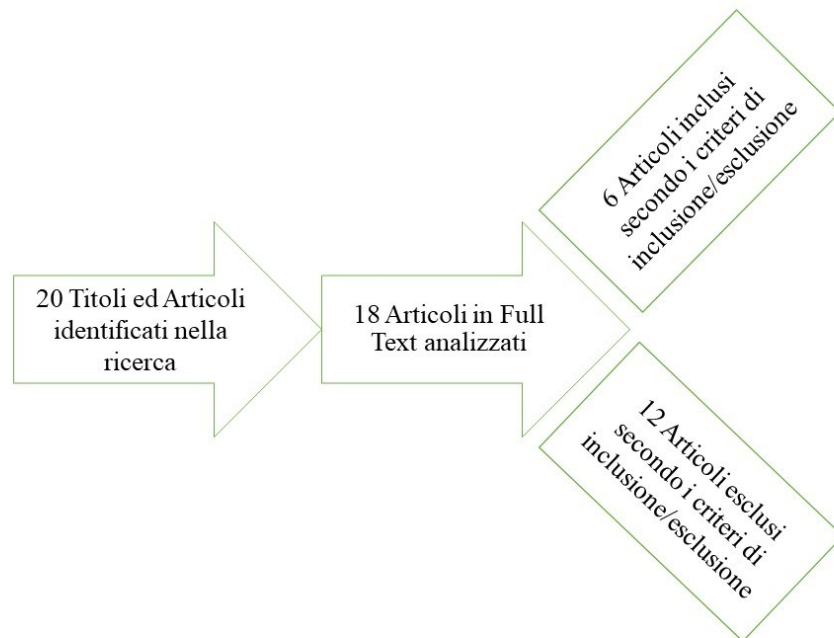 20 Titoli ed Articoli
identificati nella
ricerca
18 Articoli in Full
Text analizzati
6 Articoli inclusi
secondo i criteri di
inclusione/esclusione
12 Articoli esclusi
secondo i criteri di
inclusione/esclusione